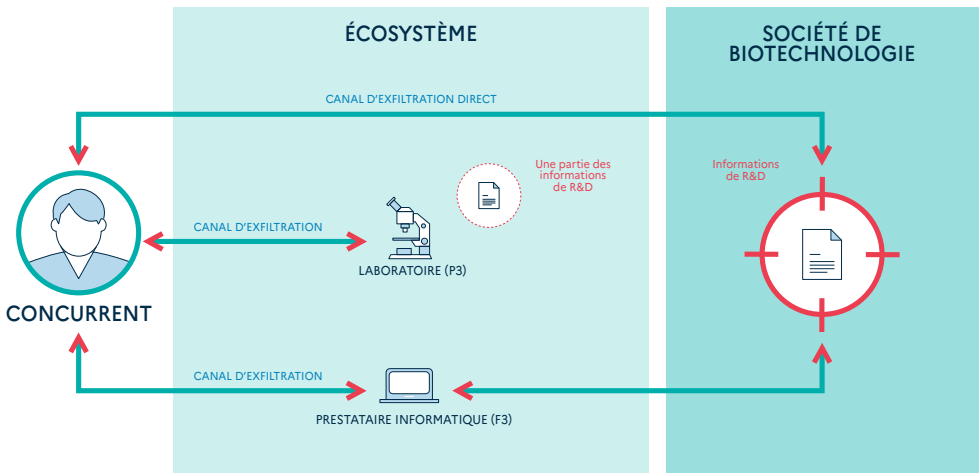 ÉCOSYSTÈME
SOCIÉTÉ DE
BIOTECHNOLOGIE
CANAL D'EXFILTRATION DIRECT
Une partie des
informations
de R&D
Informations
de R&D
CANAL D'EXFILTRATION
LABORATOIRE (P3)
CONCURRENT
CANAL D'EXFILTRATION
PRESTATAIRE INFORMATIQUE (F3)